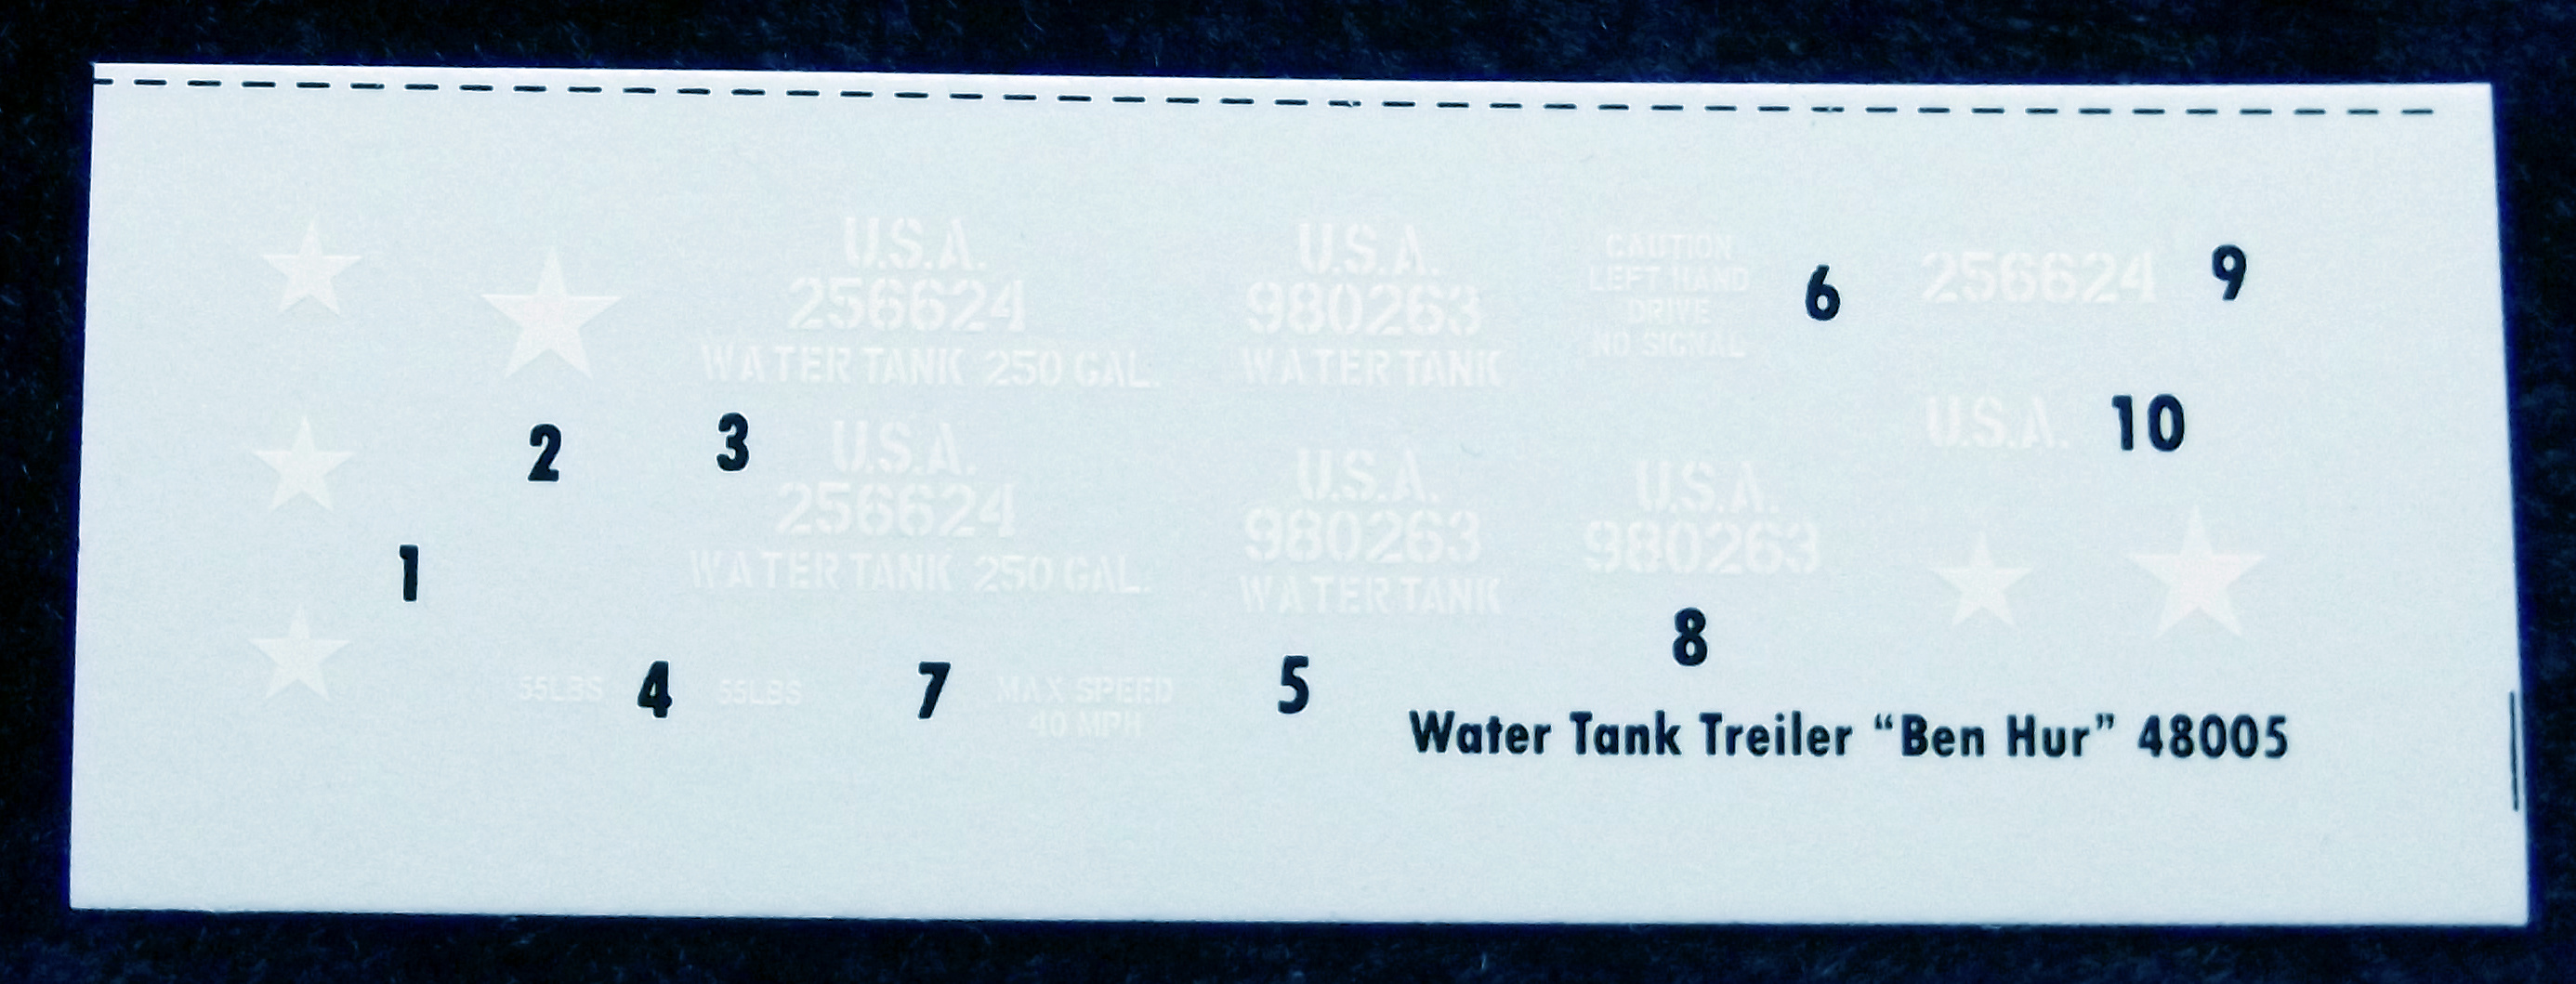 U.S.A.
256624
WATER TANK 250 GAL.
U.S.A.
980263
WATER TANK
CAUTION
LEFT HAND
DRIVE
NO SIGNAL
6
256624
9
2
3
U.S.A.
256624
WATER TANK 250 GAL.
U.S.A.
980263
WATER TANK
U.S.A.
980263
U.S.A.
10
1
55LBS
4
55LBS
7
MAX SPEED
40 MPH
5
8
Water Tank Treiler “Ben Hur” 48005